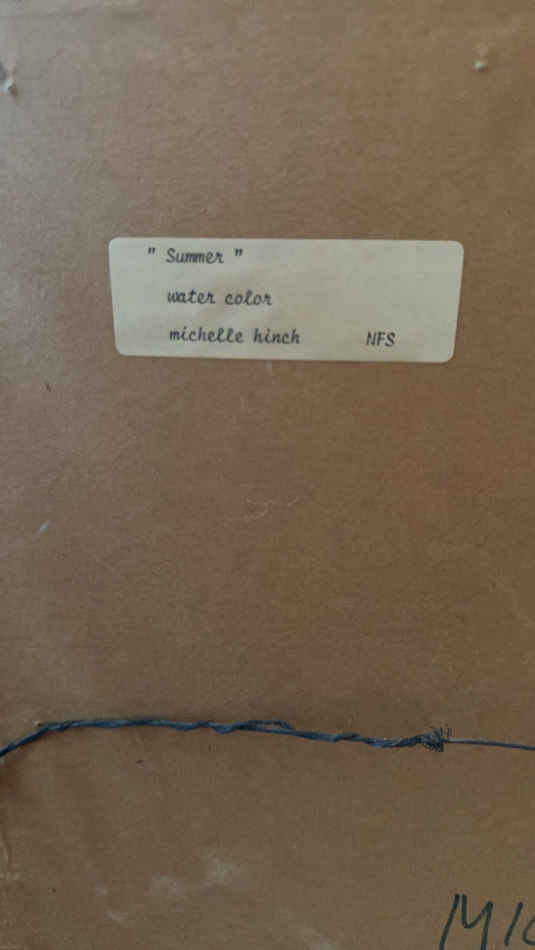 " Summer "
water color
michelle hinch NFS